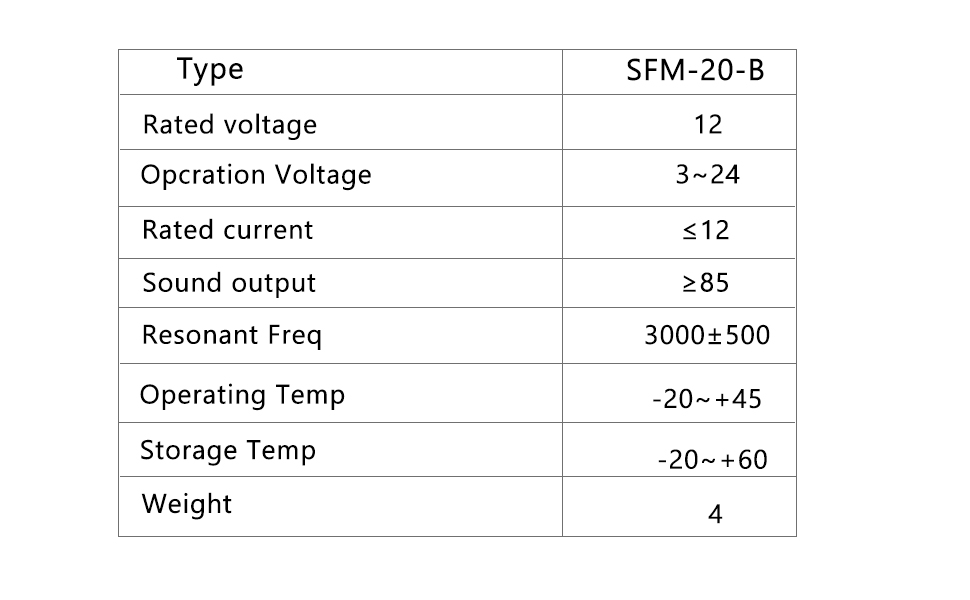 Type SFM-20-B
Rated voltage 12
Opcration Voltage 3~24
Rated current ≤12
Sound output ≥85
Resonant Freq 3000±500
Operating Temp -20~+45
Storage Temp -20~+60
Weight 4